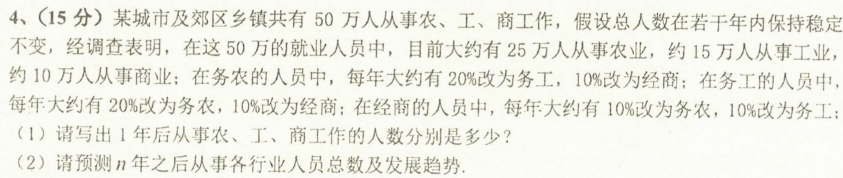 4、（15 分）某城市及郊区乡镇共有 50 万人从事农、工、商工作，假设总人数在若干年内保持稳定
不变，经调查表明，在这 50 万的就业人员中，目前大约有 25 万人从事农业，约 15 万人从事工业，
约 10 万人从事商业；在务农的人员中，每年大约有 20%改为务工，10%改为经商；在务工的人员中，
每年大约有 20%改为务农，10%改为经商；在经商的人员中，每年大约有 10%改为务农，10%改为务工；
（1）请写出 1 年后从事农、工、商工作的人数分别是多少？
（2）请预测 n 年之后从事各行业人员总数及发展趋势.